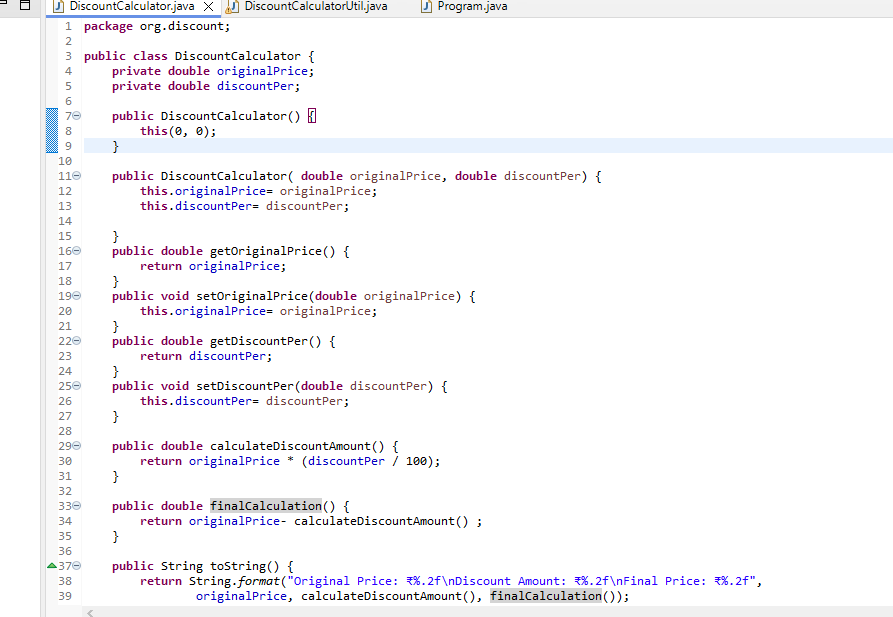 DiscountCalculator.java DiscountCalculatorUtil.java Program.java
1 package org.discount;
2
3 public class DiscountCalculator {
4     private double originalPrice;
5     private double discountPer;
6
7     public DiscountCalculator() {
8         this(0, 0);
9     }
10
11     public DiscountCalculator( double originalPrice, double discountPer) {
12         this.originalPrice= originalPrice;
13         this.discountPer= discountPer;
14
15     }
16     public double getOriginalPrice() {
17         return originalPrice;
18     }
19     public void setOriginalPrice(double originalPrice) {
20         this.originalPrice= originalPrice;
21     }
22     public double getDiscountPer() {
23         return discountPer;
24     }
25     public void setDiscountPer(double discountPer) {
26         this.discountPer= discountPer;
27     }
28
29     public double calculateDiscountAmount() {
30         return originalPrice * (discountPer / 100);
31     }
32
33     public double finalCalculation() {
34         return originalPrice- calculateDiscountAmount() ;
35     }
36
37     public String toString() {
38         return String.format("Original Price: ₹%.2f\nDiscount Amount: ₹%.2f\nFinal Price: ₹%.2f",
39                 originalPrice, calculateDiscountAmount(), finalCalculation());